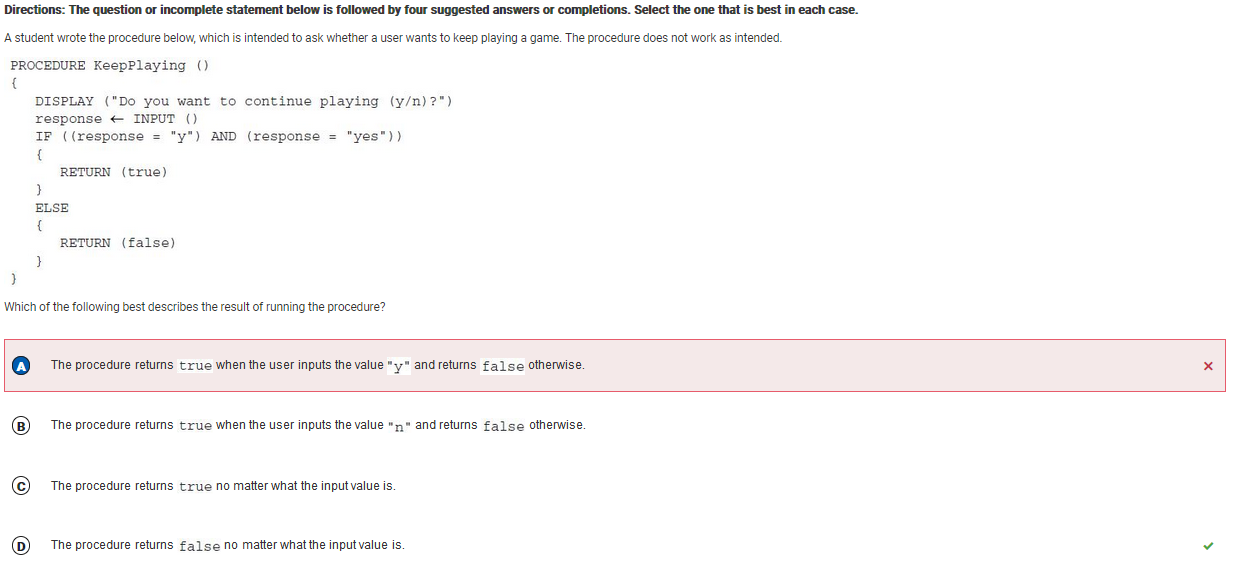 Directions: The question or incomplete statement below is followed by four suggested answers or completions. Select the one that is best in each case.
A student wrote the procedure below, which is intended to ask whether a user wants to keep playing a game. The procedure does not work as intended.
PROCEDURE KeepPlaying ()
{
DISPLAY ("Do you want to continue playing (y/n)?")
response ← INPUT ()
IF ((response = "y") AND (response = "yes"))
{
RETURN (true)
}
ELSE
{
RETURN (false)
}
}
Which of the following best describes the result of running the procedure?
A The procedure returns true when the user inputs the value "y" and returns false otherwise.
B The procedure returns true when the user inputs the value "n" and returns false otherwise.
C The procedure returns true no matter what the input value is.
D The procedure returns false no matter what the input value is.